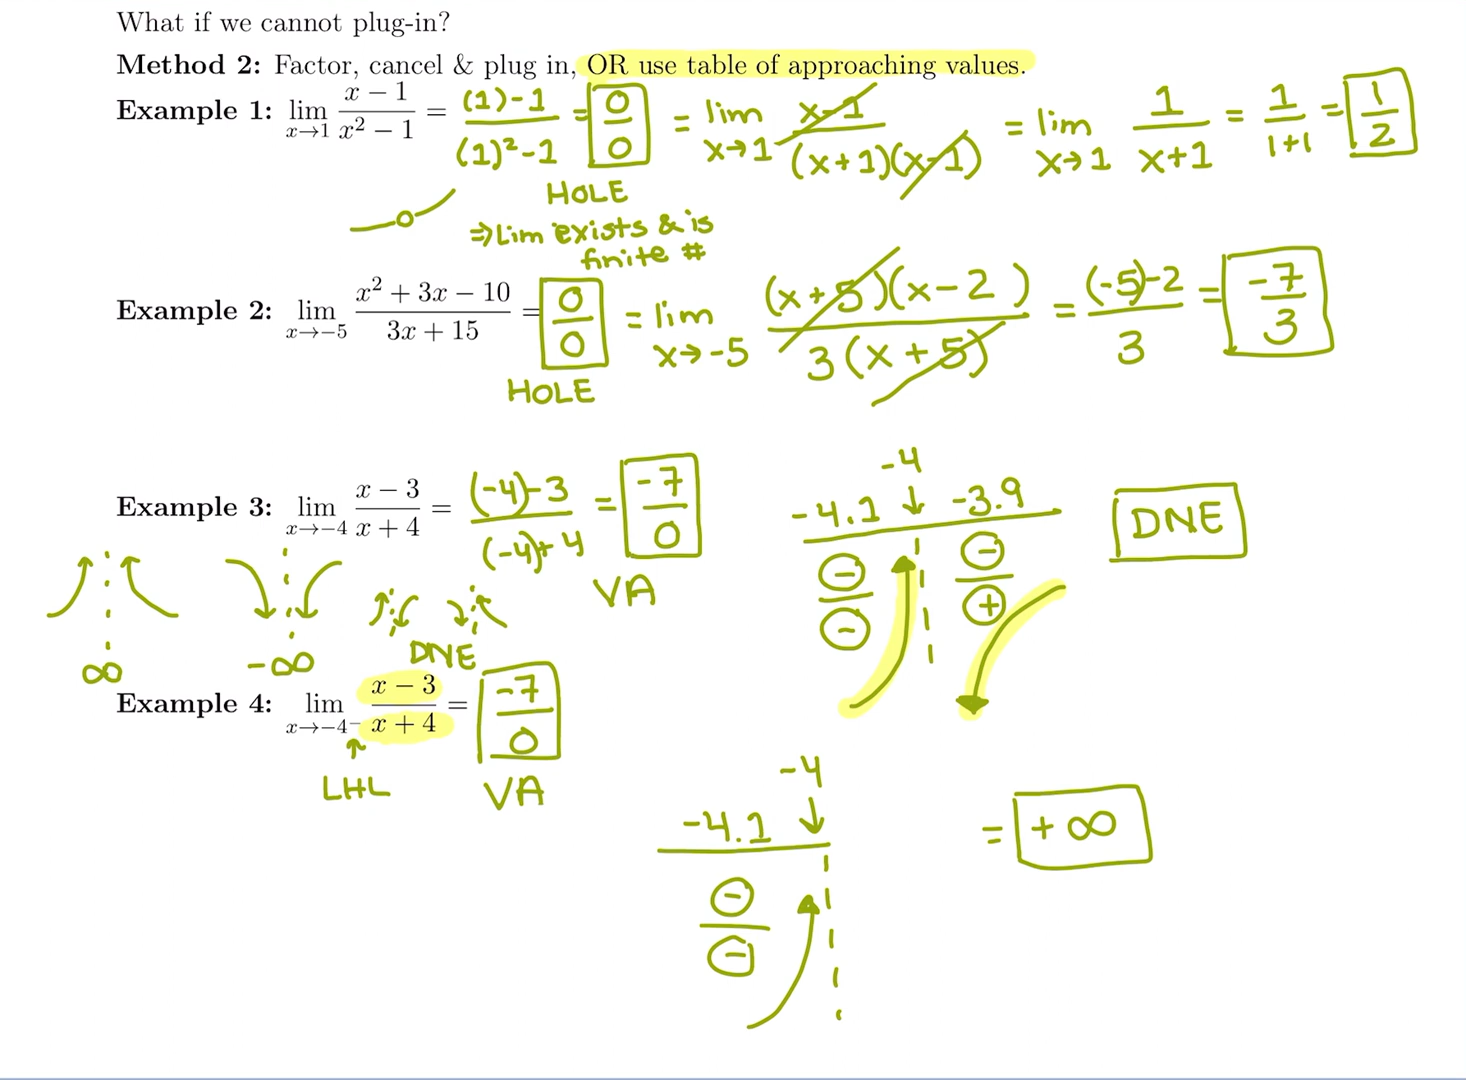 What if we cannot plug-in?
Method 2: Factor, cancel & plug in, OR use table of approaching values.
Example 1: lim x→1 (x − 1)/(x² − 1) = ((1)-1)/((1)²-1) = 0/0 = lim x→1 (x-1)/((x+1)(x-1)) = lim x→1 1/(x+1) = 1/(1+1) = 1/2
HOLE
⇒ Lim exists & is
finite #
Example 2: lim x→−5 (x² + 3x − 10)/(3x + 15) = 0/0 = lim x→-5 ((x+5)(x-2))/(3(x+5)) = ((-5)-2)/3 = -7/3
HOLE
Example 3: lim x→−4 (x − 3)/(x + 4) = ((-4)-3)/((-4)+4) = -7/0
VA
-4
-4.1 ↓ -3.9
⊖/⊖ ⊖/⊕
DNE
∞ -∞ DNE
Example 4: lim x→−4⁻ (x − 3)/(x + 4) = -7/0
↑
LHL VA
-4
-4.1 ↓
⊖/⊖
= +∞